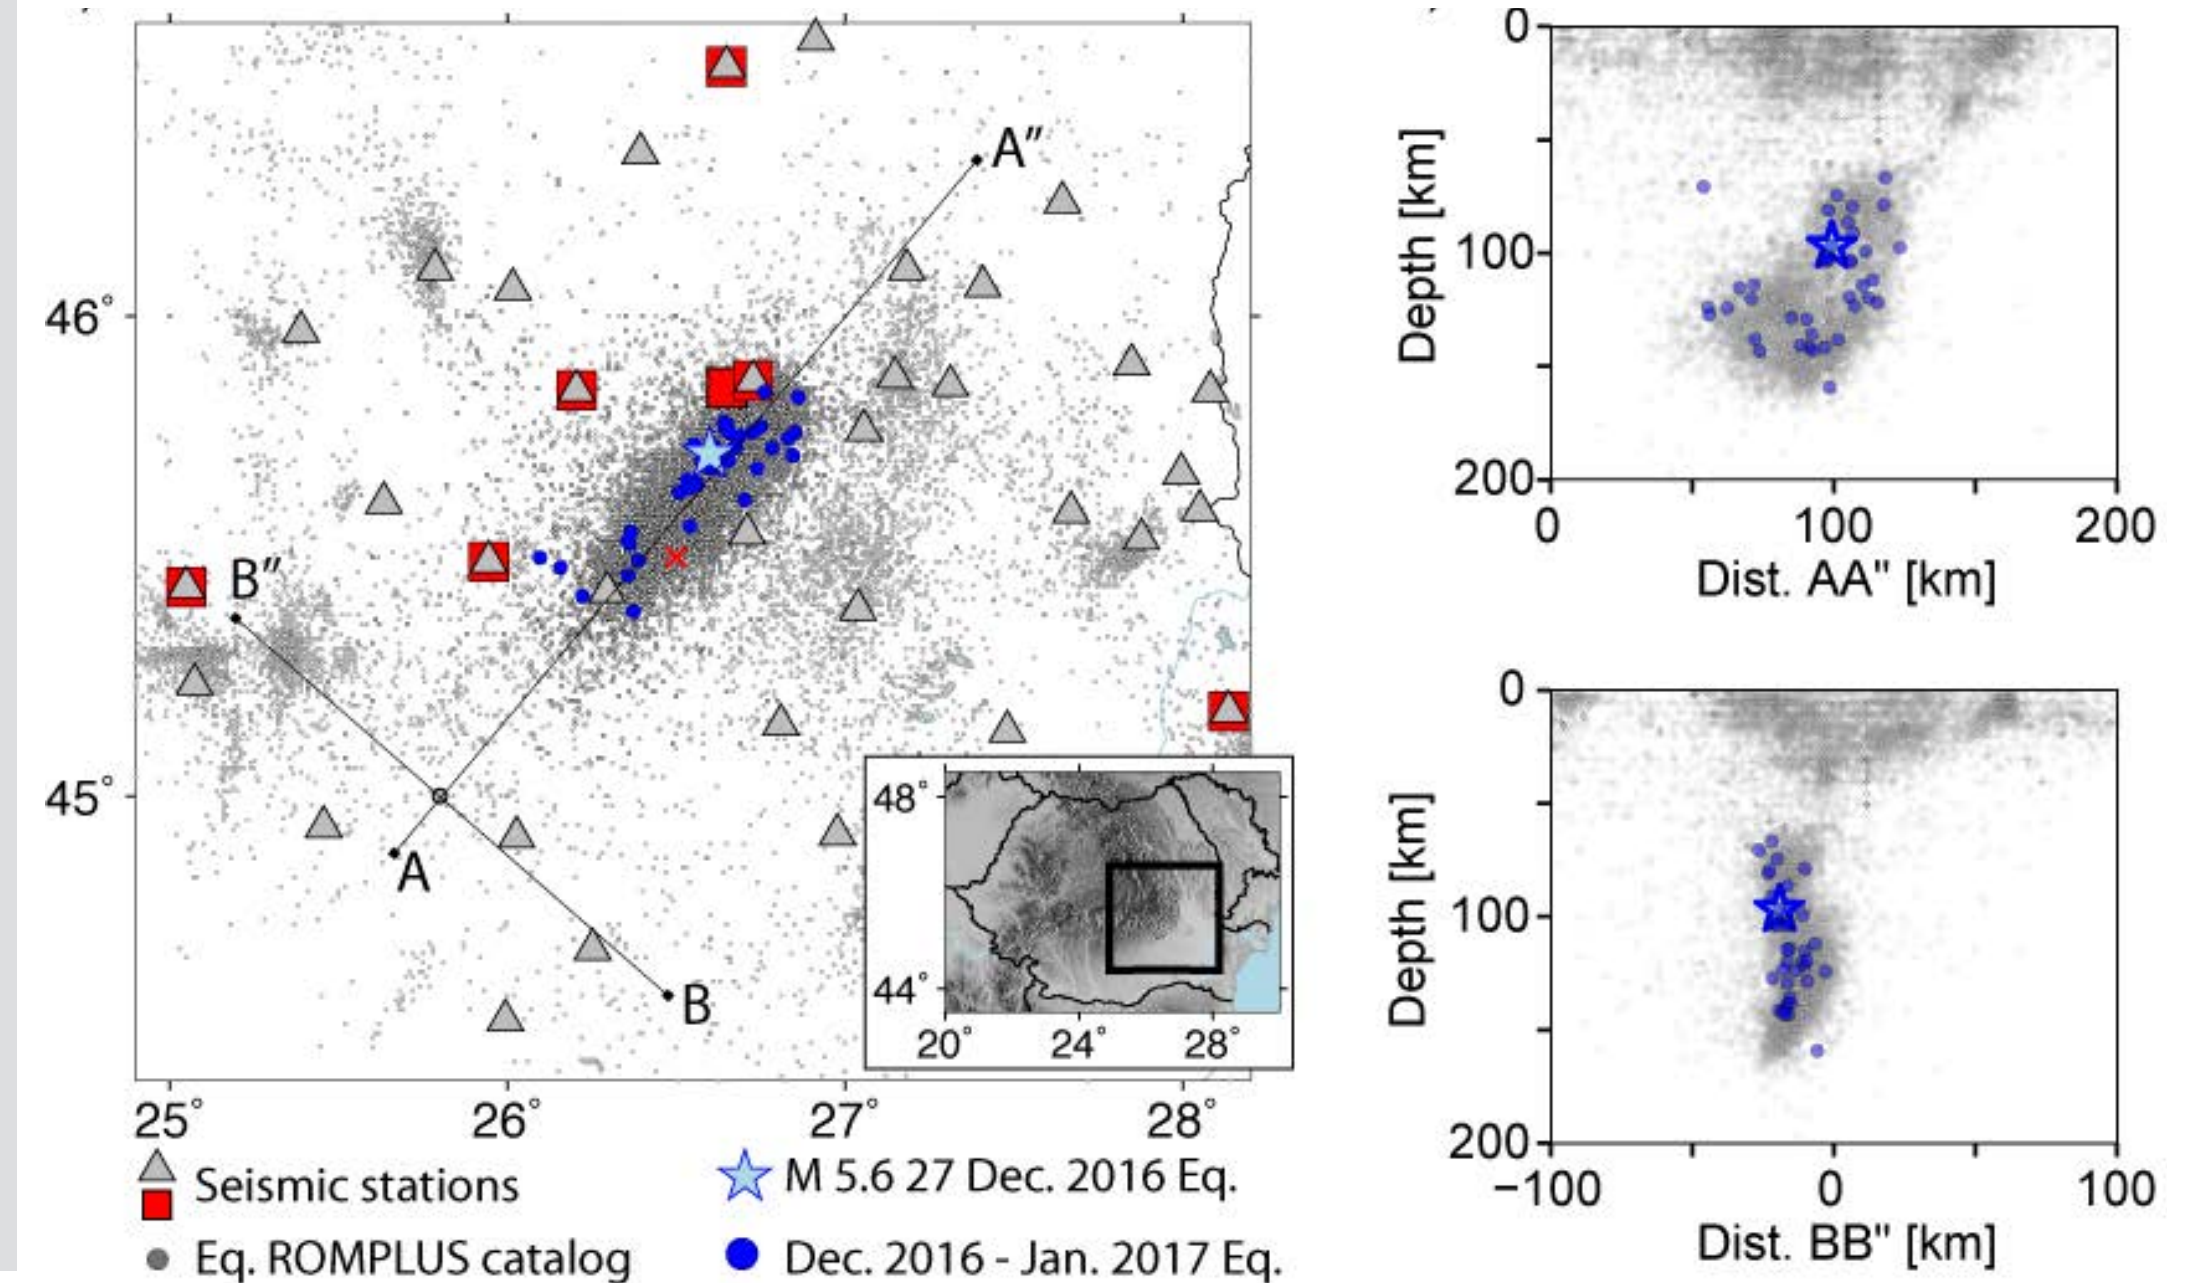 A″
46°
B″
45°
A
B
48°
44°
20° 24° 28°
25° 26° 27° 28°
Seismic stations
Eq. ROMPLUS catalog
M 5.6 27 Dec. 2016 Eq.
Dec. 2016 - Jan. 2017 Eq.
0
100
200
Depth [km]
0 100 200
Dist. AA" [km]
0
100
200
Depth [km]
−100 0 100
Dist. BB" [km]